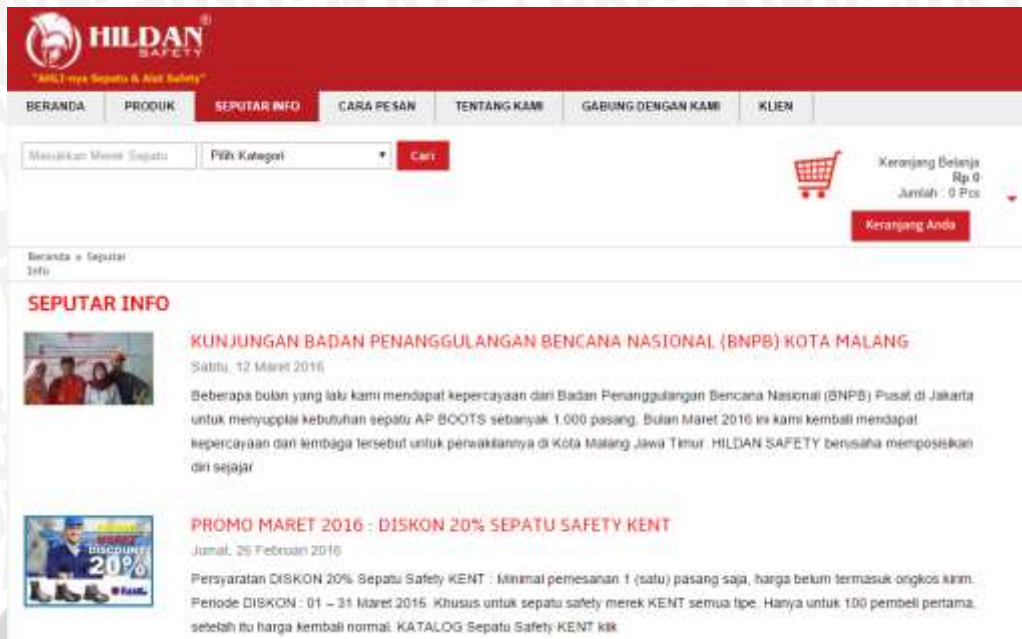 HILDAN®
SAFETY
"AHLI-nya Sepatu & Alat Safety"
BERANDA PRODUK SEPUTAR INFO CARA PESAN TENTANG KAMI GABUNG DENGAN KAMI KLIEN
Masukkan Merek Sepatu Pilih Kategori Cari
Keranjang Belanja
Rp 0
Jumlah : 0 Pcs
Keranjang Anda
Beranda » Seputar
Info
SEPUTAR INFO
KUNJUNGAN BADAN PENANGGULANGAN BENCANA NASIONAL (BNPB) KOTA MALANG
Sabtu, 12 Maret 2016
Beberapa bulan yang lalu kami mendapat kepercayaan dari Badan Penanggulangan Bencana Nasional (BNPB) Pusat di Jakarta
untuk menyupplai kebutuhan sepatu AP BOOTS sebanyak 1.000 pasang. Bulan Maret 2016 ini kami kembali mendapat
kepercayaan dari lembaga tersebut untuk perwakilannya di Kota Malang Jawa Timur. HILDAN SAFETY berusaha memposisikan
diri sejajar
PROMO MARET 2016 : DISKON 20% SEPATU SAFETY KENT
Jumat, 26 Februari 2016
MARET
DISCOUNT
20%
Persyaratan DISKON 20% Sepatu Safety KENT : Minimal pemesanan 1 (satu) pasang saja, harga belum termasuk ongkos kirim.
Periode DISKON : 01 – 31 Maret 2016. Khusus untuk sepatu safety merek KENT semua tipe. Hanya untuk 100 pembeli pertama,
setelah itu harga kembali normal. KATALOG Sepatu Safety KENT klik